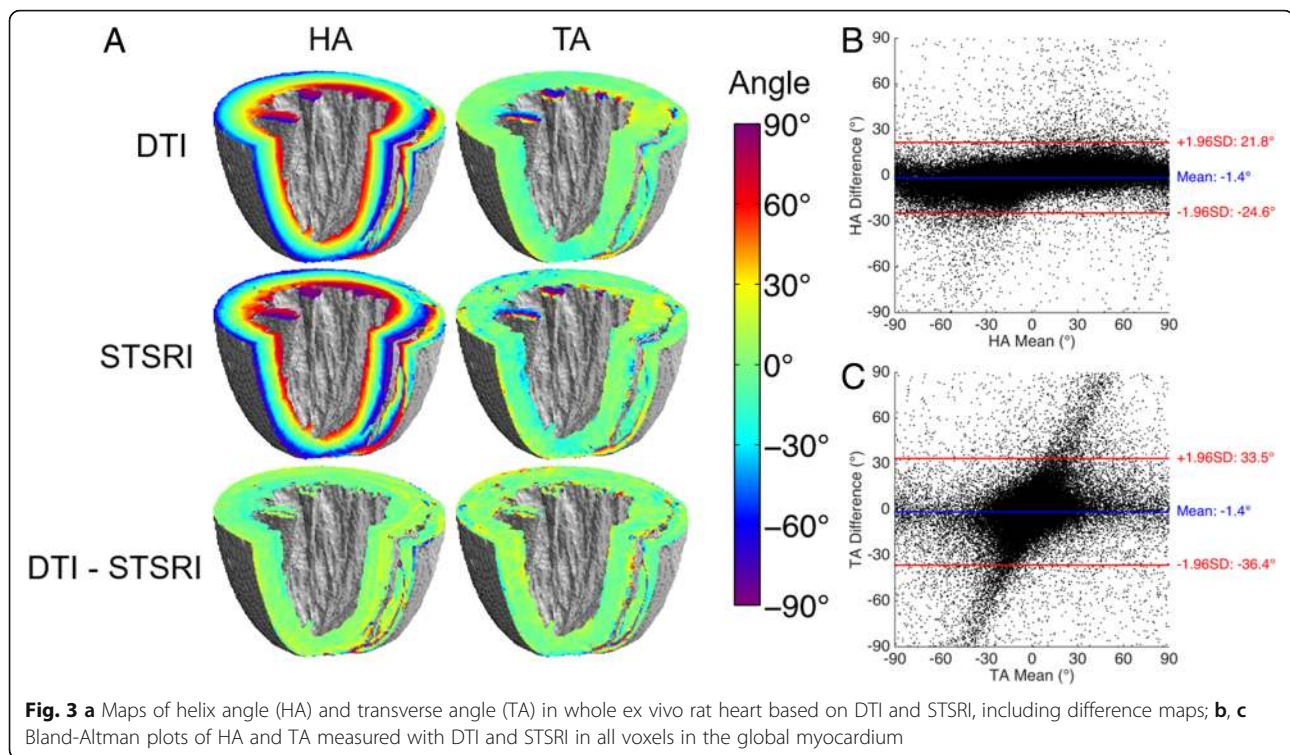 A
HA
TA
DTI
STSRI
DTI - STSRI
Angle
90°
60°
30°
0°
−30°
−60°
−90°
B
90
60
30
0
-30
-60
-90
HA Difference (°)
-90
-60
-30
0
30
60
90
HA Mean (°)
+1.96SD: 21.8°
Mean: -1.4°
-1.96SD: -24.6°
C
90
60
30
0
-30
-60
-90
TA Difference (°)
-90
-60
-30
0
30
60
90
TA Mean (°)
+1.96SD: 33.5°
Mean: -1.4°
-1.96SD: -36.4°
Fig. 3 a Maps of helix angle (HA) and transverse angle (TA) in whole ex vivo rat heart based on DTI and STSRI, including difference maps; b, c
Bland-Altman plots of HA and TA measured with DTI and STSRI in all voxels in the global myocardium